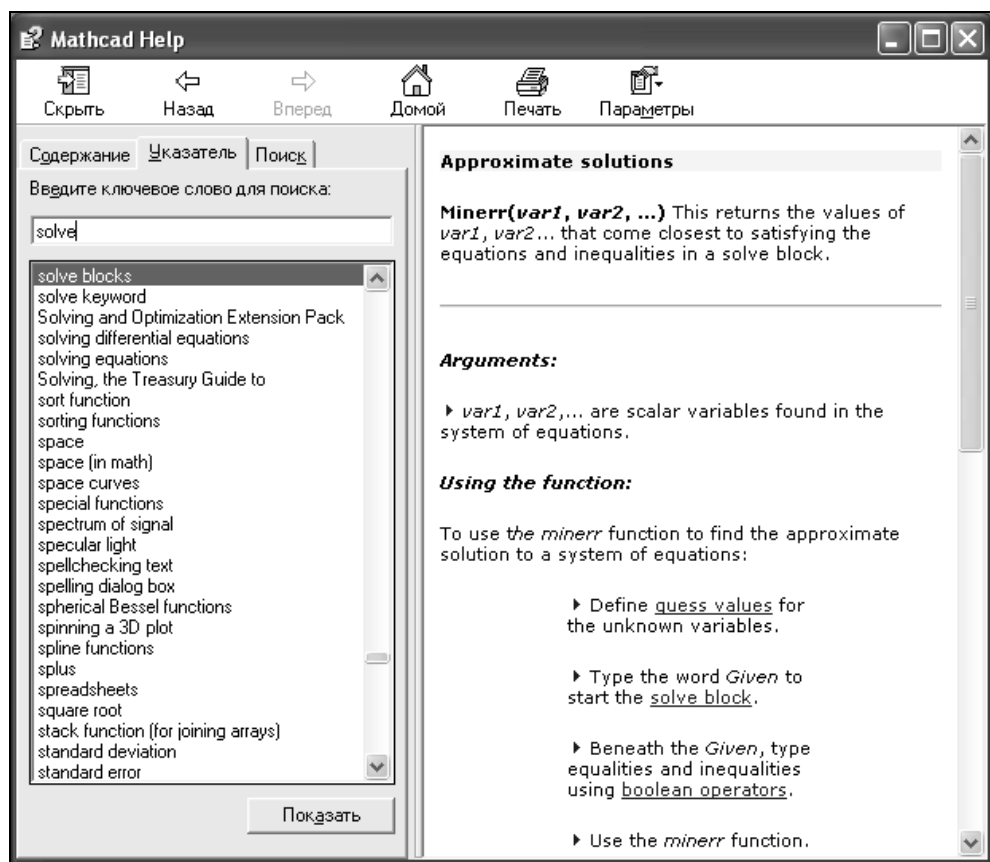 Mathcad Help
Скрыть Назад Вперед Домой Печать Параметры
Содержание Указатель Поиск
Введите ключевое слово для поиска:
solve
solve blocks
solve keyword
Solving and Optimization Extension Pack
solving differential equations
solving equations
Solving, the Treasury Guide to
sort function
sorting functions
space
space (in math)
space curves
special functions
spectrum of signal
specular light
spellchecking text
spelling dialog box
spherical Bessel functions
spinning a 3D plot
spline functions
splus
spreadsheets
square root
stack function (for joining arrays)
standard deviation
standard error
Показать
Approximate solutions
Minerr(var1, var2, ...) This returns the values of
var1, var2... that come closest to satisfying the
equations and inequalities in a solve block.
Arguments:
var1, var2,... are scalar variables found in the
system of equations.
Using the function:
To use the minerr function to find the approximate
solution to a system of equations:
Define guess values for
the unknown variables.
Type the word Given to
start the solve block.
Beneath the Given, type
equalities and inequalities
using boolean operators.
Use the minerr function.